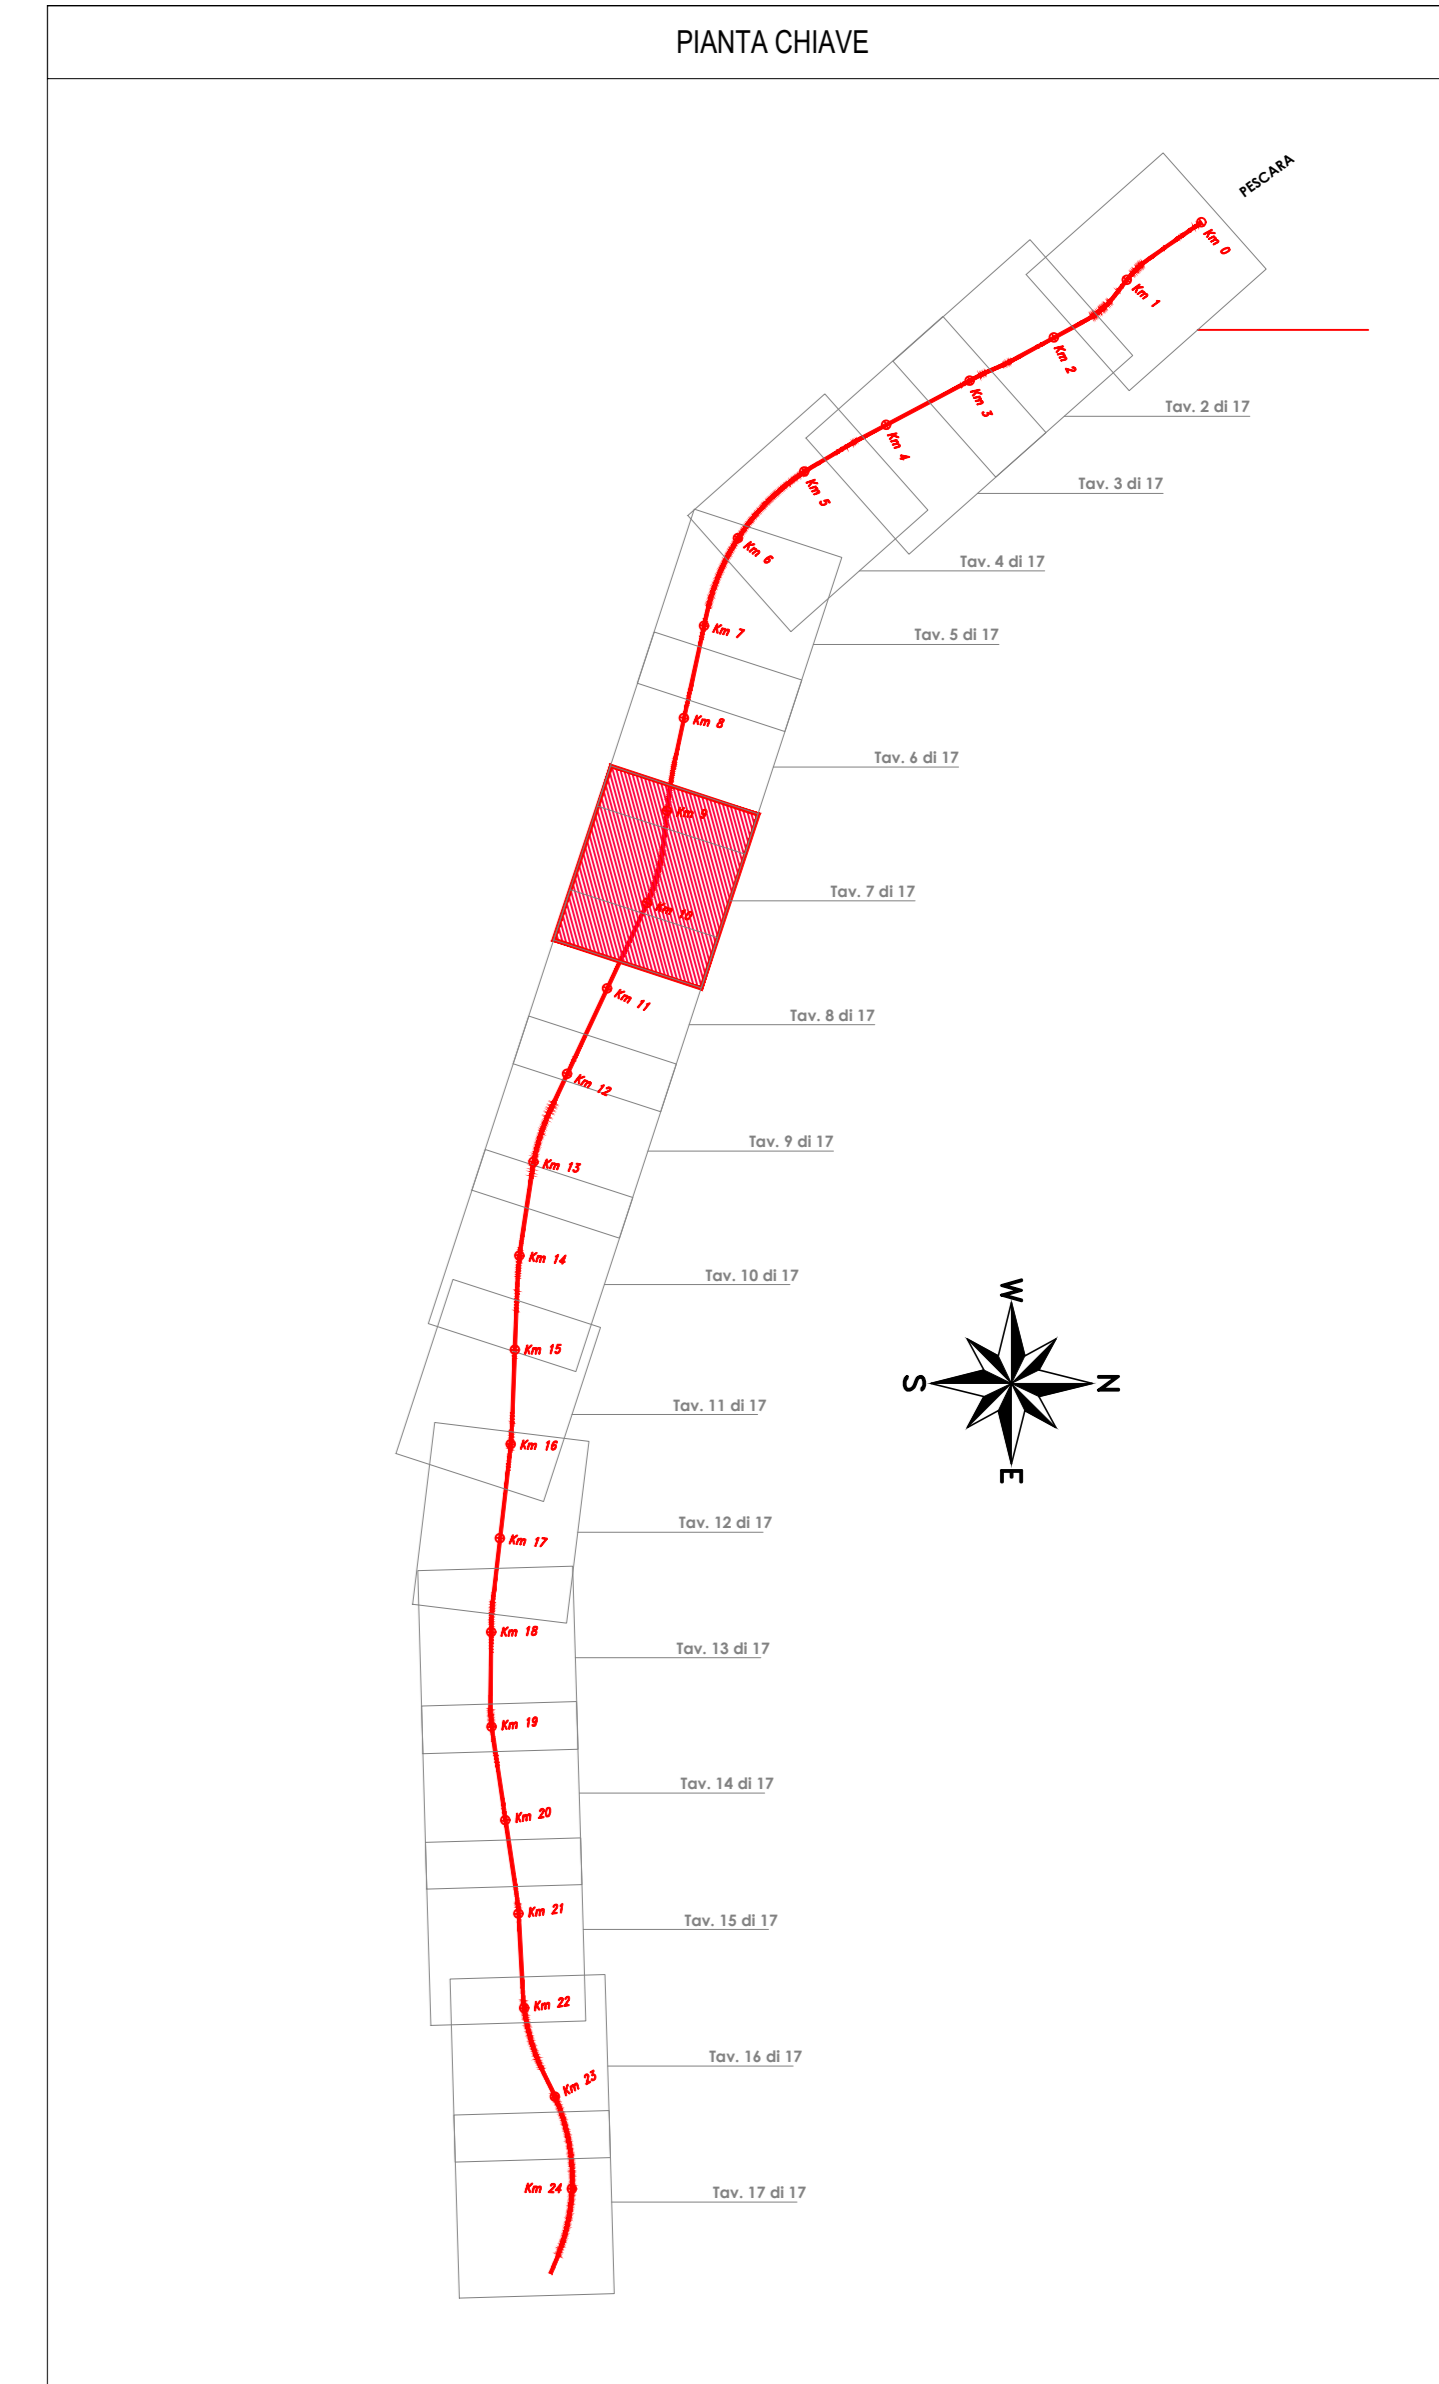 PIANTA CHIAVE
PESCARA
Km 0
Km 1
Km 2
Km 3
Tav. 2 di 17
Km 4
Km 5
Tav. 3 di 17
Km 6
Tav. 4 di 17
Km 7
Tav. 5 di 17
Km 8
Tav. 6 di 17
Km 9
Tav. 7 di 17
Km 10
Km 11
Tav. 8 di 17
Km 12
Tav. 9 di 17
Km 13
Km 14
Tav. 10 di 17
W
Km 15
S
N
Tav. 11 di 17
Km 16
E
Tav. 12 di 17
Km 17
Km 18
Tav. 13 di 17
Km 19
Tav. 14 di 17
Km 20
Km 21
Tav. 15 di 17
Km 22
Tav. 16 di 17
Km 23
Km 24
Tav. 17 di 17